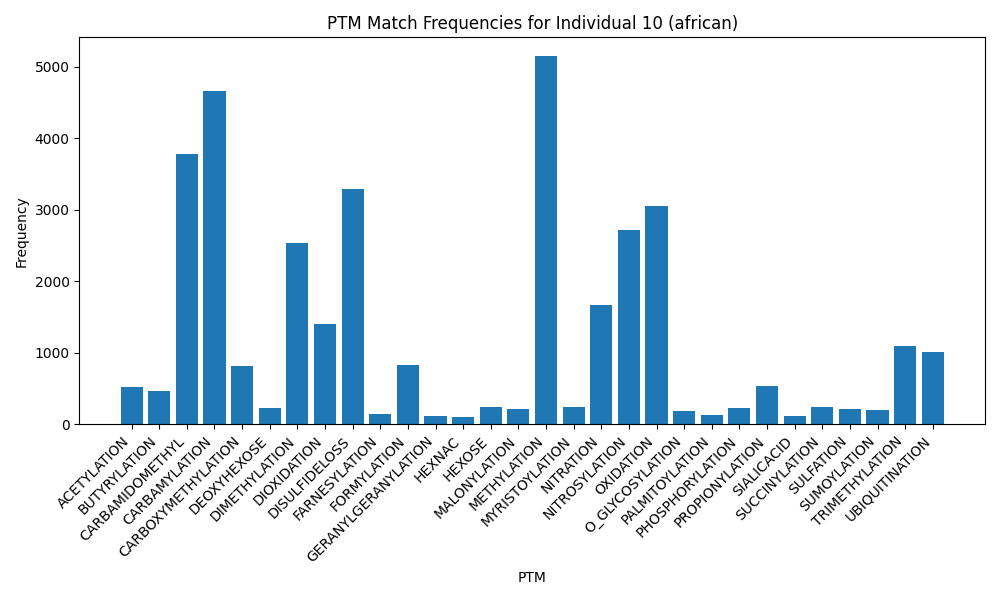 PTM Match Frequencies for Individual 10 (african)
Frequency
5000
4000
3000
2000
1000
0
ACETYLATION
BUTYRYLATION
CARBAMIDOMETHYL
CARBAMYLATION
CARBOXYMETHYLATION
DEOXYHEXOSE
DIMETHYLATION
DIOXIDATION
DISULFIDELOSS
FARNESYLATION
FORMYLATION
GERANYLGERANYLATION
HEXNAC
HEXOSE
MALONYLATION
METHYLATION
MYRISTOYLATION
NITRATION
NITROSYLATION
OXIDATION
O_GLYCOSYLATION
PALMITOYLATION
PHOSPHORYLATION
PROPIONYLATION
SIALICACID
SUCCINYLATION
SULFATION
SUMOYLATION
TRIMETHYLATION
UBIQUITINATION
PTM